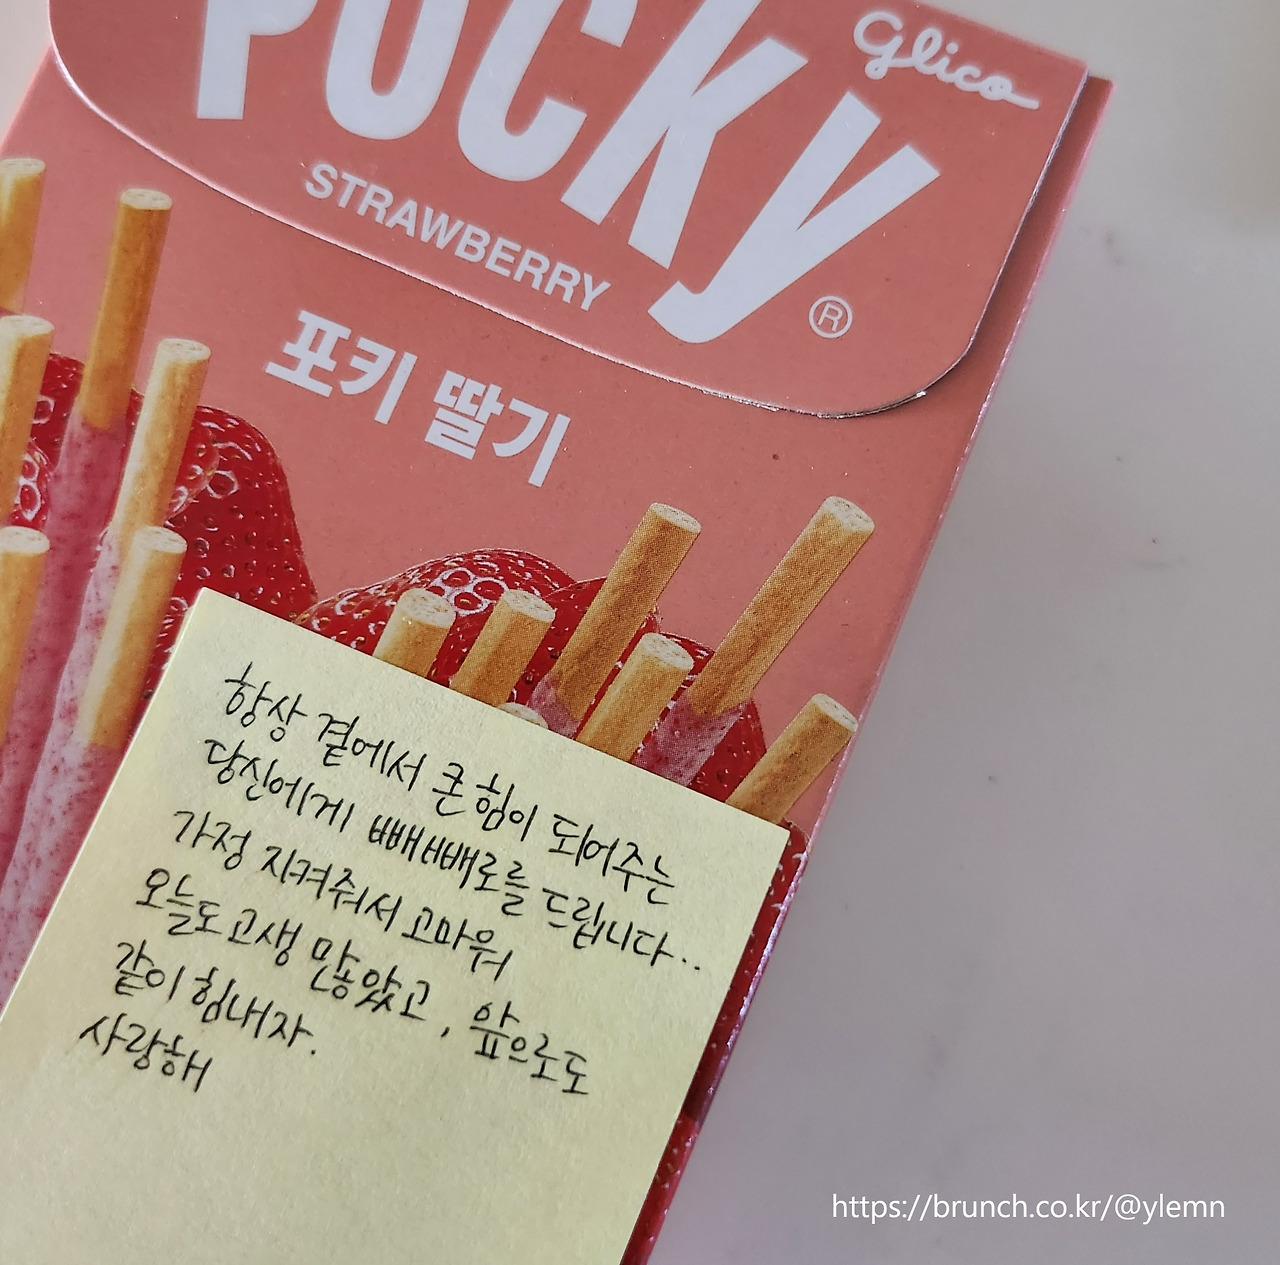 POCKY
Glico
STRAWBERRY
®
포키 딸기
항상 곁에서 큰 힘이 되어주는
당신에게 빼빼로를 드립니다..
가정 지켜줘서 고마워
오늘도 고생 많았고, 앞으로도
같이 힘내자.
사랑해
https://brunch.co.kr/@ylemn